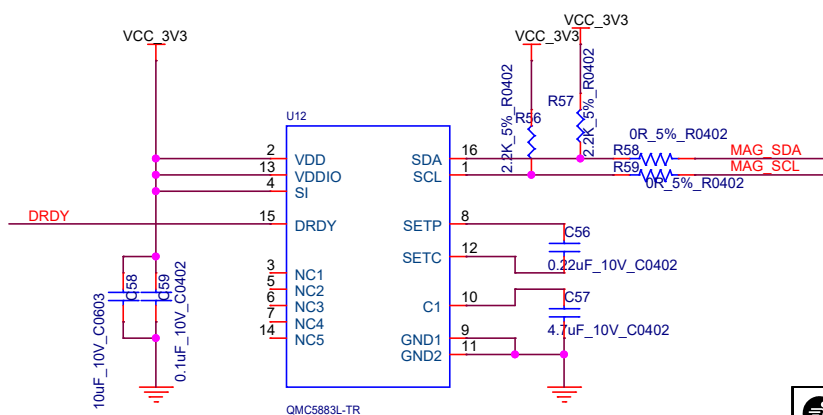 VCC_3V3
VCC_3V3
VCC_3V3
U12
2 VDD
13 VDDIO
4 SI
15 DRDY
DRDY
3 NC1
5 NC2
6 NC3
7 NC4
14 NC5
SDA 16
SCL 1
SETP 8
SETC 12
C1 10
GND1 9
GND2 11
QMC5883L-TR
R56
2.2K_5%_R0402
R57
2.2K_5%_R0402
0R_5%_R0402
R58
MAG_SDA
R59
MAG_SCL
0R_5%_R0402
C56
0.22uF_10V_C0402
C57
4.7uF_10V_C0402
C58
10uF_10V_C0603
C59
0.1uF_10V_C0402